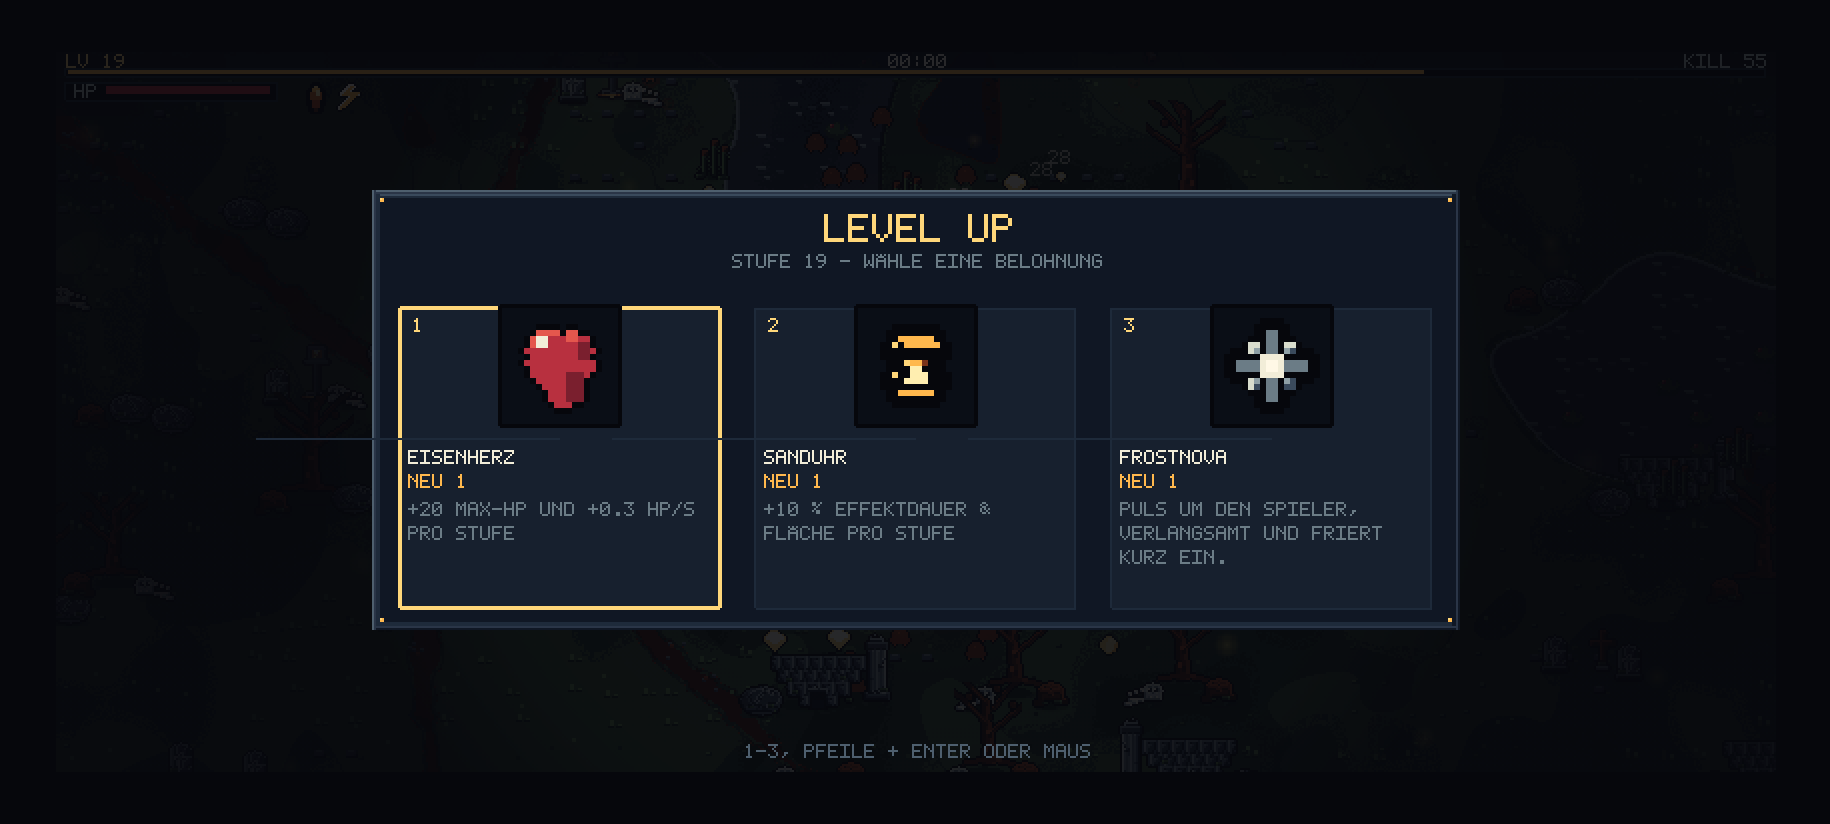 LV 19
00:00
KILL 55
HP
28
28
LEVEL UP
STUFE 19 - WÄHLE EINE BELOHNUNG
1
2
3
EISENHERZ
NEU 1
+20 MAX-HP UND +0.3 HP/S
PRO STUFE
SANDUHR
NEU 1
+10 % EFFEKTDAUER &
FLÄCHE PRO STUFE
FROSTNOVA
NEU 1
PULS UM DEN SPIELER,
VERLANGSAMT UND FRIERT
KURZ EIN.
1-3, PFEILE + ENTER ODER MAUS